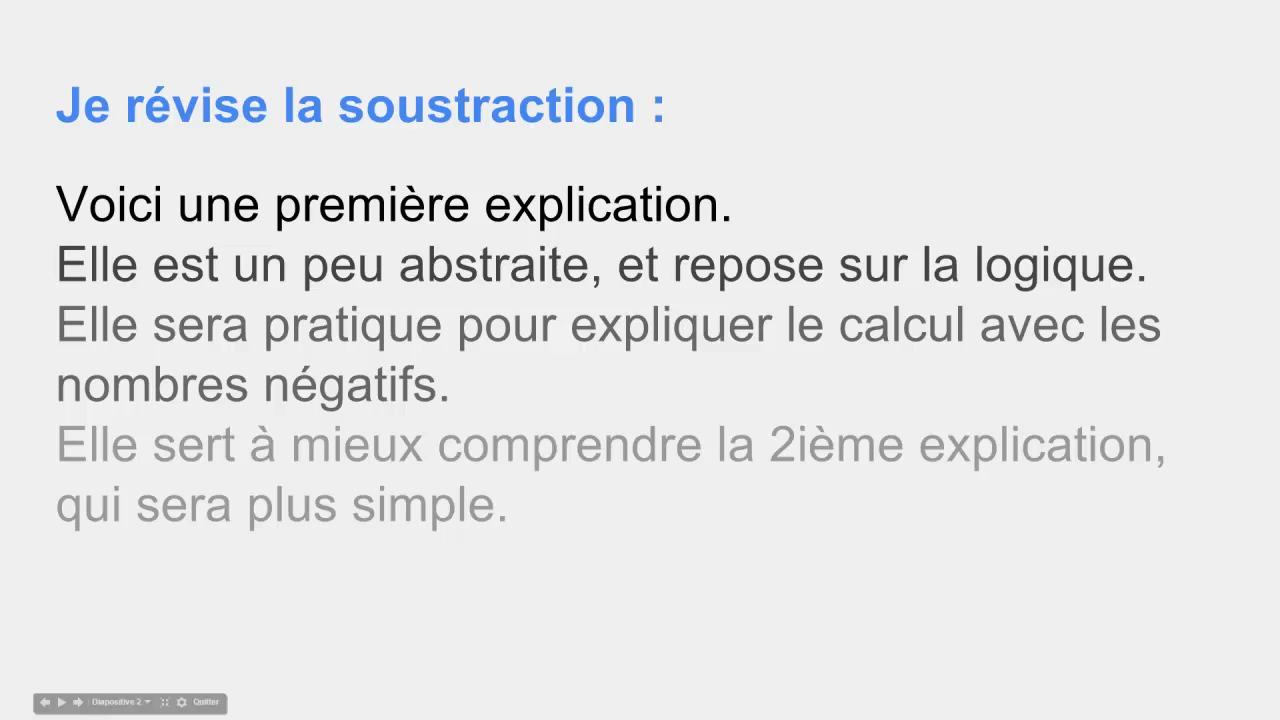 Je révise la soustraction :
Voici une première explication.
Elle est un peu abstraite, et repose sur la logique.
Elle sera pratique pour expliquer le calcul avec les
nombres négatifs.
Elle sert à mieux comprendre la 2ième explication,
qui sera plus simple.
Diapositive 2 Quitter